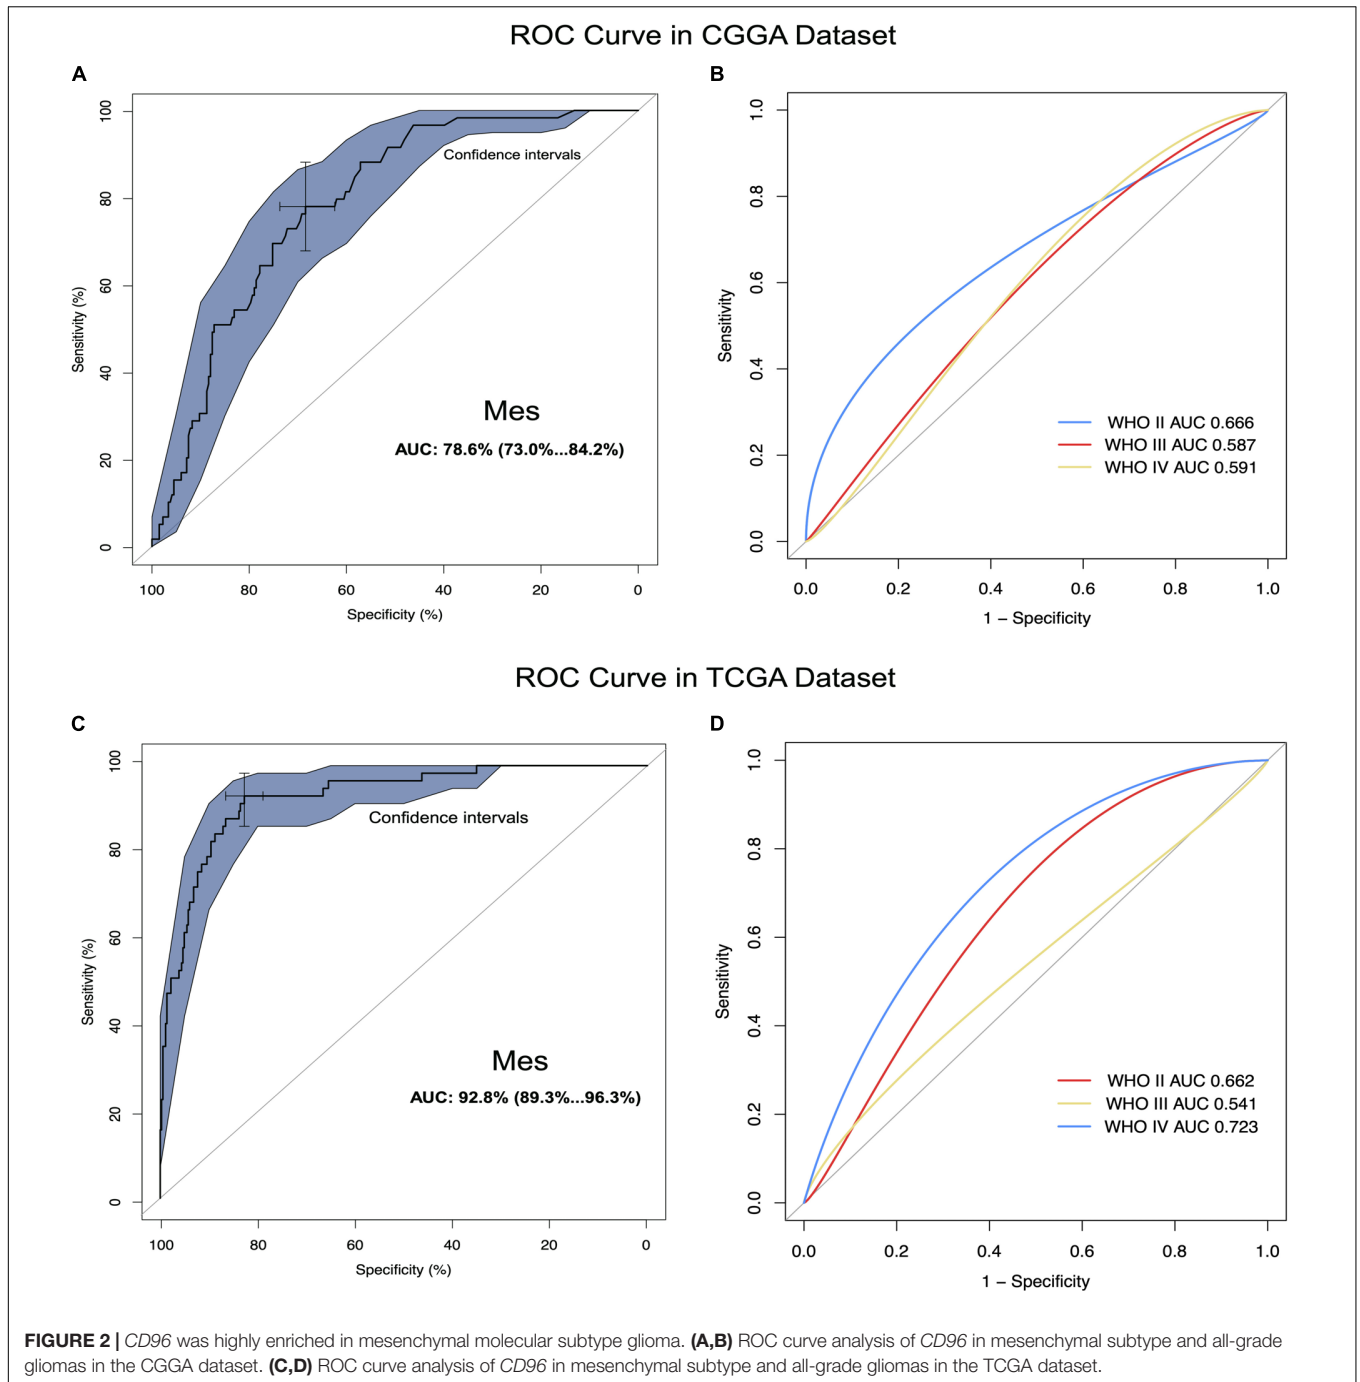 ROC Curve in CGGA Dataset
A
Sensitivity (%)
100
80
60
40
20
0
Confidence intervals
Mes
AUC: 78.6% (73.0%...84.2%)
100 80 60 40 20 0
Specificity (%)
B
Sensitivity
1.0
0.8
0.6
0.4
0.2
0.0
WHO II AUC 0.666
WHO III AUC 0.587
WHO IV AUC 0.591
0.0 0.2 0.4 0.6 0.8 1.0
1 − Specificity
ROC Curve in TCGA Dataset
C
Sensitivity (%)
100
80
60
40
20
0
Confidence intervals
Mes
AUC: 92.8% (89.3%...96.3%)
100 80 60 40 20 0
Specificity (%)
D
Sensitivity
1.0
0.8
0.6
0.4
0.2
0.0
WHO II AUC 0.662
WHO III AUC 0.541
WHO IV AUC 0.723
0.0 0.2 0.4 0.6 0.8 1.0
1 − Specificity
FIGURE 2 | CD96 was highly enriched in mesenchymal molecular subtype glioma. (A,B) ROC curve analysis of CD96 in mesenchymal subtype and all-grade
gliomas in the CGGA dataset. (C,D) ROC curve analysis of CD96 in mesenchymal subtype and all-grade gliomas in the TCGA dataset.